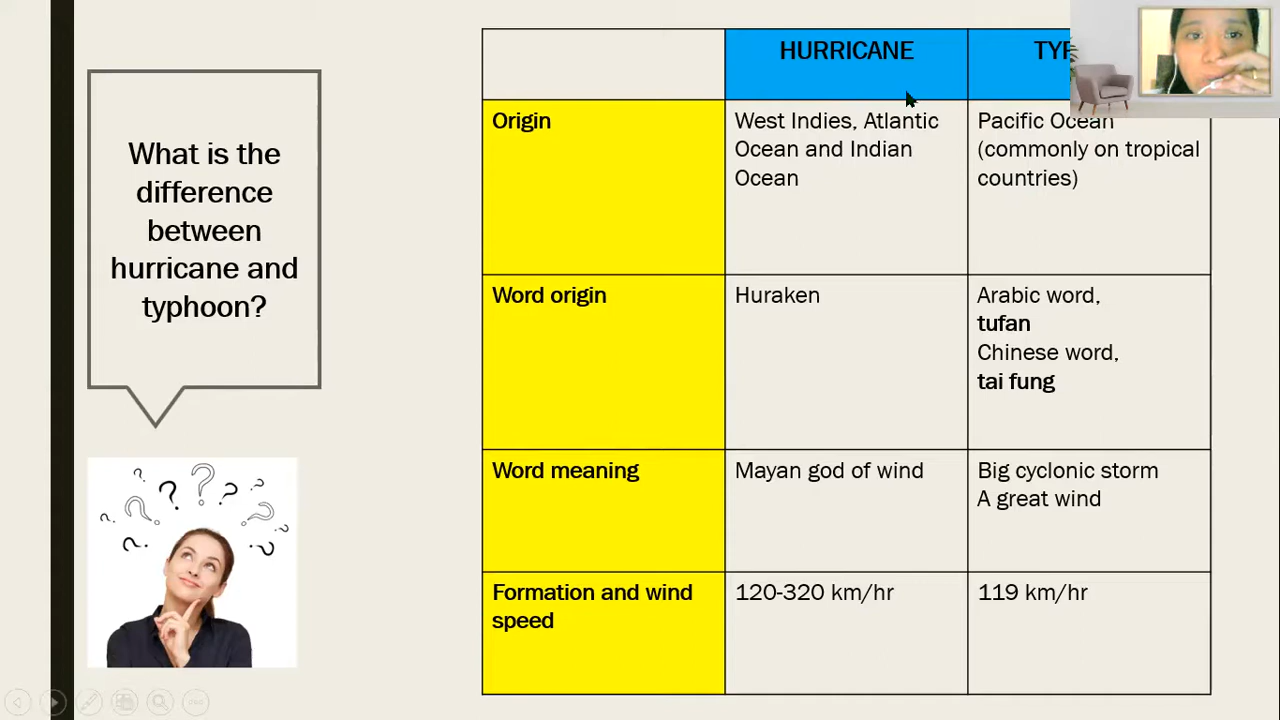 What is the
difference
between
hurricane and
typhoon?
HURRICANE
Origin
West Indies, Atlantic
Ocean and Indian
Ocean
Pacific Ocean
(commonly on tropical
countries)
Word origin
Huraken
Arabic word,
tufan
Chinese word,
tai fung
Word meaning
Mayan god of wind
Big cyclonic storm
A great wind
Formation and wind
speed
120-320 km/hr
119 km/hr